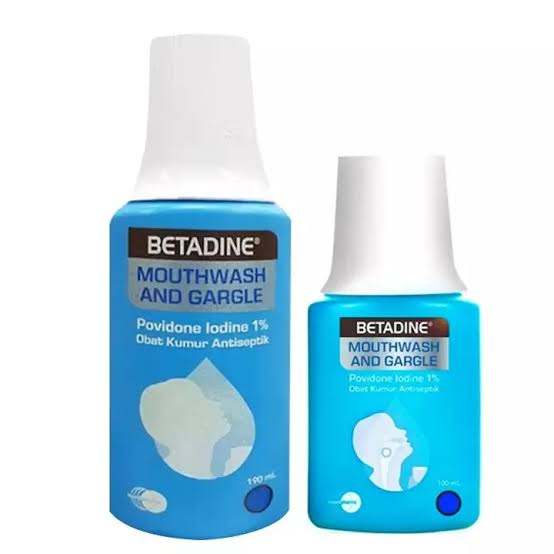 BETADINE®
MOUTHWASH
AND GARGLE
Povidone Iodine 1%
Obat Kumur Antiseptik
190 mL
BETADINE®
MOUTHWASH
AND GARGLE
Povidone Iodine 1%
Obat Kumur Antiseptik
100 mL